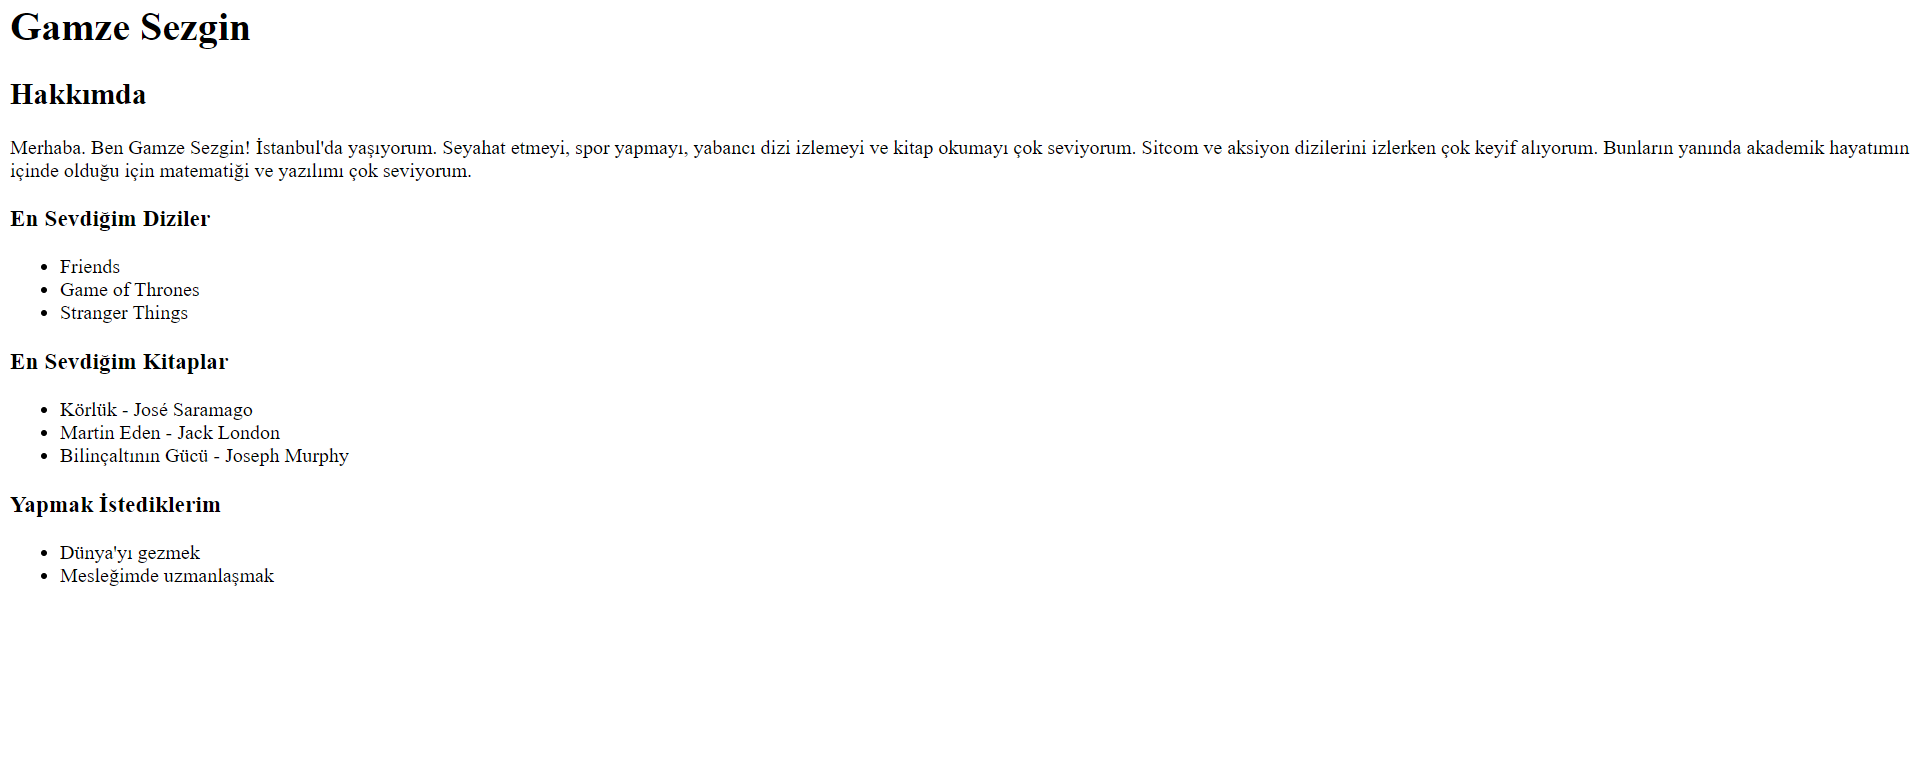 Gamze Sezgin
Hakkımda
Merhaba. Ben Gamze Sezgin! İstanbul'da yaşıyorum. Seyahat etmeyi, spor yapmayı, yabancı dizi izlemeyi ve kitap okumayı çok seviyorum. Sitcom ve aksiyon dizilerini izlerken çok keyif alıyorum. Bunların yanında akademik hayatımın
içinde olduğu için matematiği ve yazılımı çok seviyorum.
En Sevdiğim Diziler
• Friends
• Game of Thrones
• Stranger Things
En Sevdiğim Kitaplar
• Körlük - José Saramago
• Martin Eden - Jack London
• Bilinçaltının Gücü - Joseph Murphy
Yapmak İstediklerim
• Dünya'yı gezmek
• Mesleğimde uzmanlaşmak